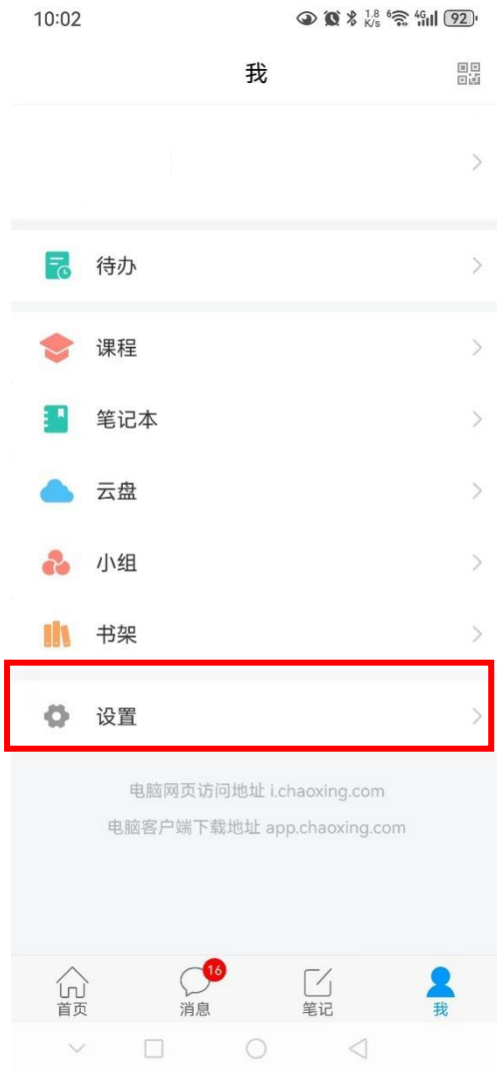 10:02 1.8 K/s 6 4G 92
我
待办
课程
笔记本
云盘
小组
书架
设置
电脑网页访问地址 i.chaoxing.com
电脑客户端下载地址 app.chaoxing.com
16
首页 消息 笔记 我